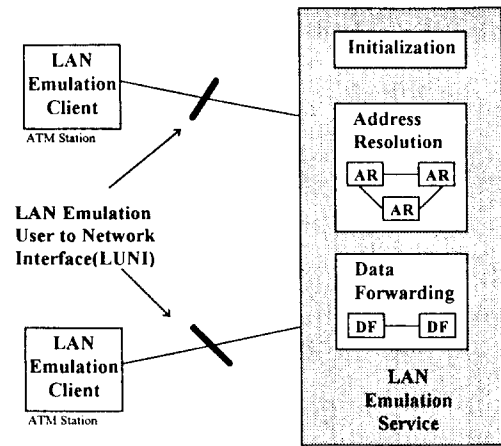 LAN
Emulation
Client
ATM Station
LAN Emulation
User to Network
Interface(LUNI)
LAN
Emulation
Client
ATM Station
Initialization
Address
Resolution
AR
AR
AR
Data
Forwarding
DF
DF
LAN
Emulation
Service